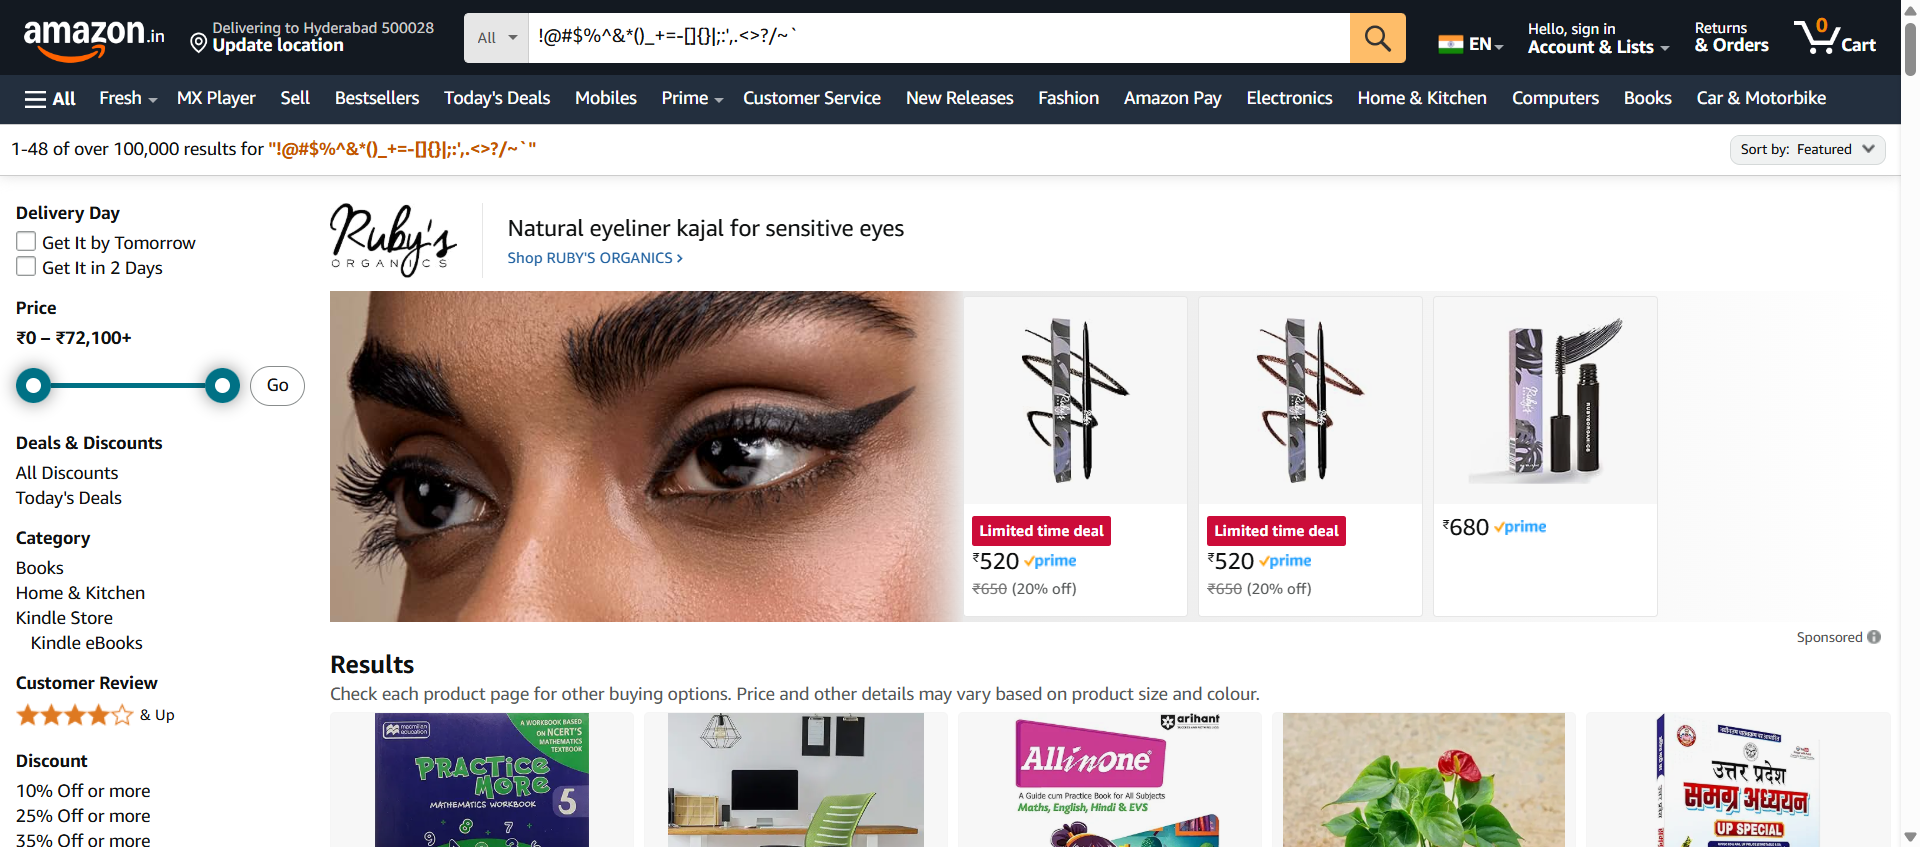 amazon.in
Delivering to Hyderabad 500028
Update location
All
!@#$%^&*()_+=-[]{}|;:',.<>?/~`
EN
Hello, sign in
Account & Lists
Returns
& Orders
0
Cart
All
Fresh
MX Player
Sell
Bestsellers
Today's Deals
Mobiles
Prime
Customer Service
New Releases
Fashion
Amazon Pay
Electronics
Home & Kitchen
Computers
Books
Car & Motorbike
1-48 of over 100,000 results for "!@#$%^&*()_+=-[]{}|;:',.<>?/~`"
Sort by: Featured
Delivery Day
Get It by Tomorrow
Get It in 2 Days
Price
₹0 – ₹72,100+
Go
Deals & Discounts
All Discounts
Today's Deals
Category
Books
Home & Kitchen
Kindle Store
Kindle eBooks
Customer Review
& Up
Discount
10% Off or more
25% Off or more
35% Off or more
Ruby's
ORGANICS
Natural eyeliner kajal for sensitive eyes
Shop RUBY'S ORGANICS ›
Limited time deal
₹520 prime
₹650 (20% off)
Limited time deal
₹520 prime
₹650 (20% off)
₹680 prime
Sponsored
Results
Check each product page for other buying options. Price and other details may vary based on product size and colour.
macmillan
education
A WORKBOOK BASED
ON NCERT'S
MATHEMATICS
TEXTBOOK
PRACTICE
MORE
MATHEMATICS WORKBOOK
5
arihant
All in One
A Guide cum Practice Book for All Subjects
Maths, English, Hindi & EVS
उत्तर प्रदेश
समग्र अध्ययन
UP SPECIAL